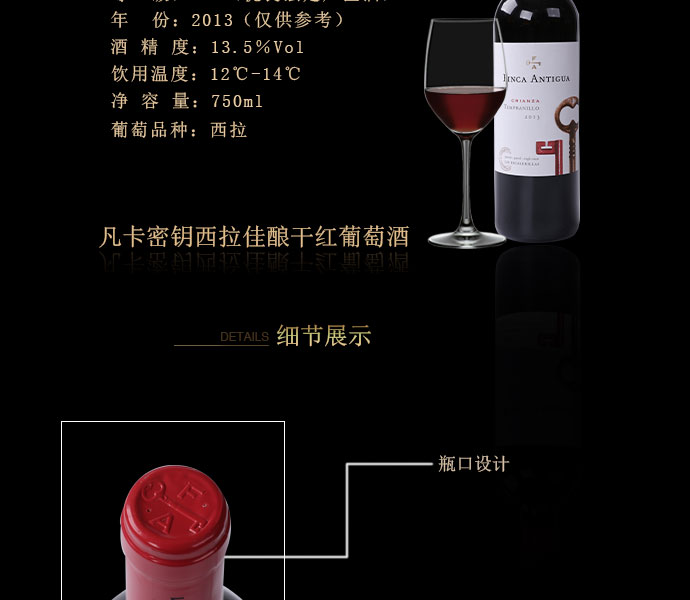 年 份：2013（仅供参考）
酒 精 度：13.5%Vol
饮用温度：12℃-14℃
净 容 量：750ml
葡萄品种：西拉
F
A
FINCA ANTIGUA
CRIANZA
TEMPRANILLO
2013
凡卡密钥西拉佳酿干红葡萄酒
DETAILS 细节展示
瓶口设计
F
A